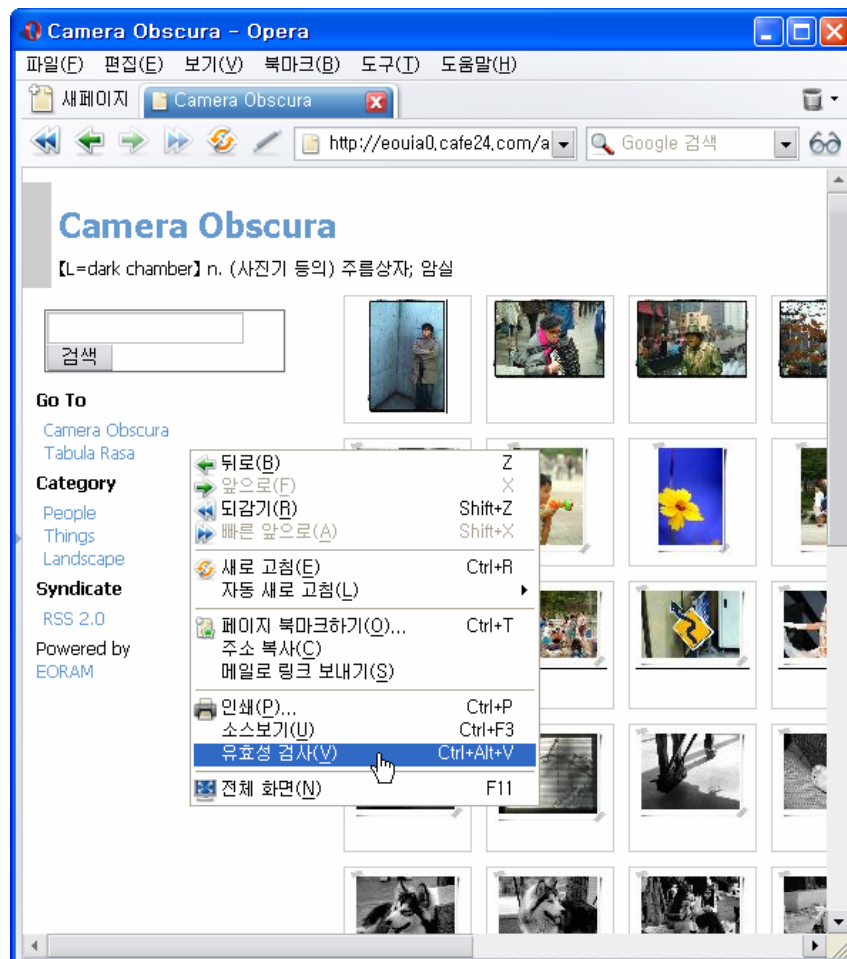 Camera Obscura - Opera
파일(F) 편집(E) 보기(V) 북마크(B) 도구(T) 도움말(H)
새페이지 Camera Obscura
http://eouia0.cafe24.com/a Google 검색
Camera Obscura
【L=dark chamber】 n. (사진기 등의) 주름상자; 암실
검색
Go To
Camera Obscura
Tabula Rasa
Category
People
Things
Landscape
Syndicate
RSS 2.0
Powered by
EORAM
뒤로(B) Z
앞으로(F) X
되감기(R) Shift+Z
빠른 앞으로(A) Shift+X
새로 고침(E) Ctrl+R
자동 새로 고침(L)
페이지 북마크하기(O)... Ctrl+T
주소 복사(C)
메일로 링크 보내기(S)
인쇄(P)... Ctrl+P
소스보기(U) Ctrl+F3
유효성 검사(V) Ctrl+Alt+V
전체 화면(N) F11